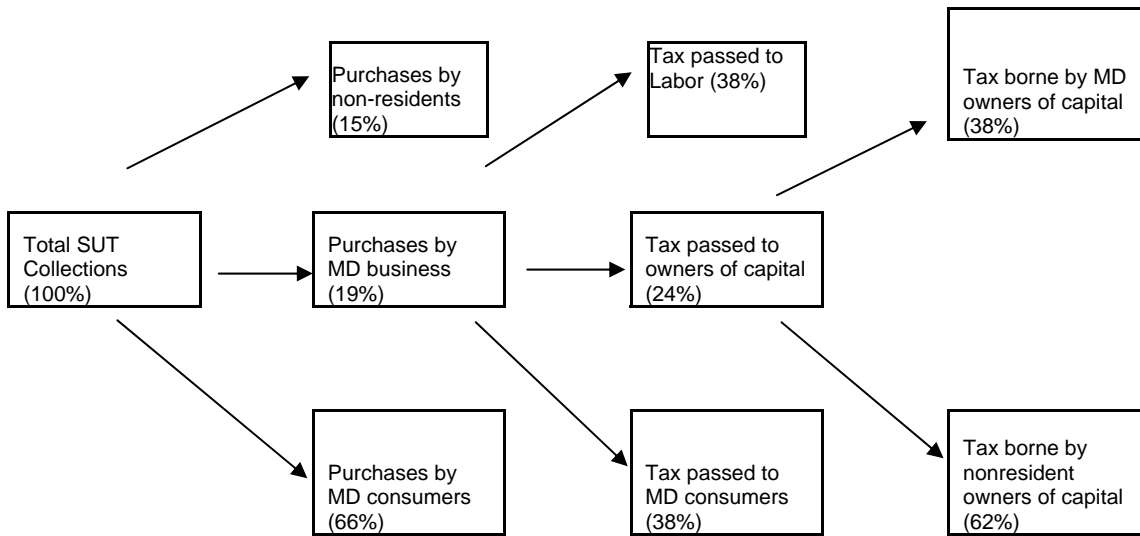 Purchases by
non-residents
(15%)
Tax passed to
Labor (38%)
Tax borne by MD
owners of capital
(38%)
Total SUT
Collections
(100%)
Purchases by
MD business
(19%)
Tax passed to
owners of capital
(24%)
Purchases by
MD consumers
(66%)
Tax passed to
MD consumers
(38%)
Tax borne by
nonresident
owners of capital
(62%)